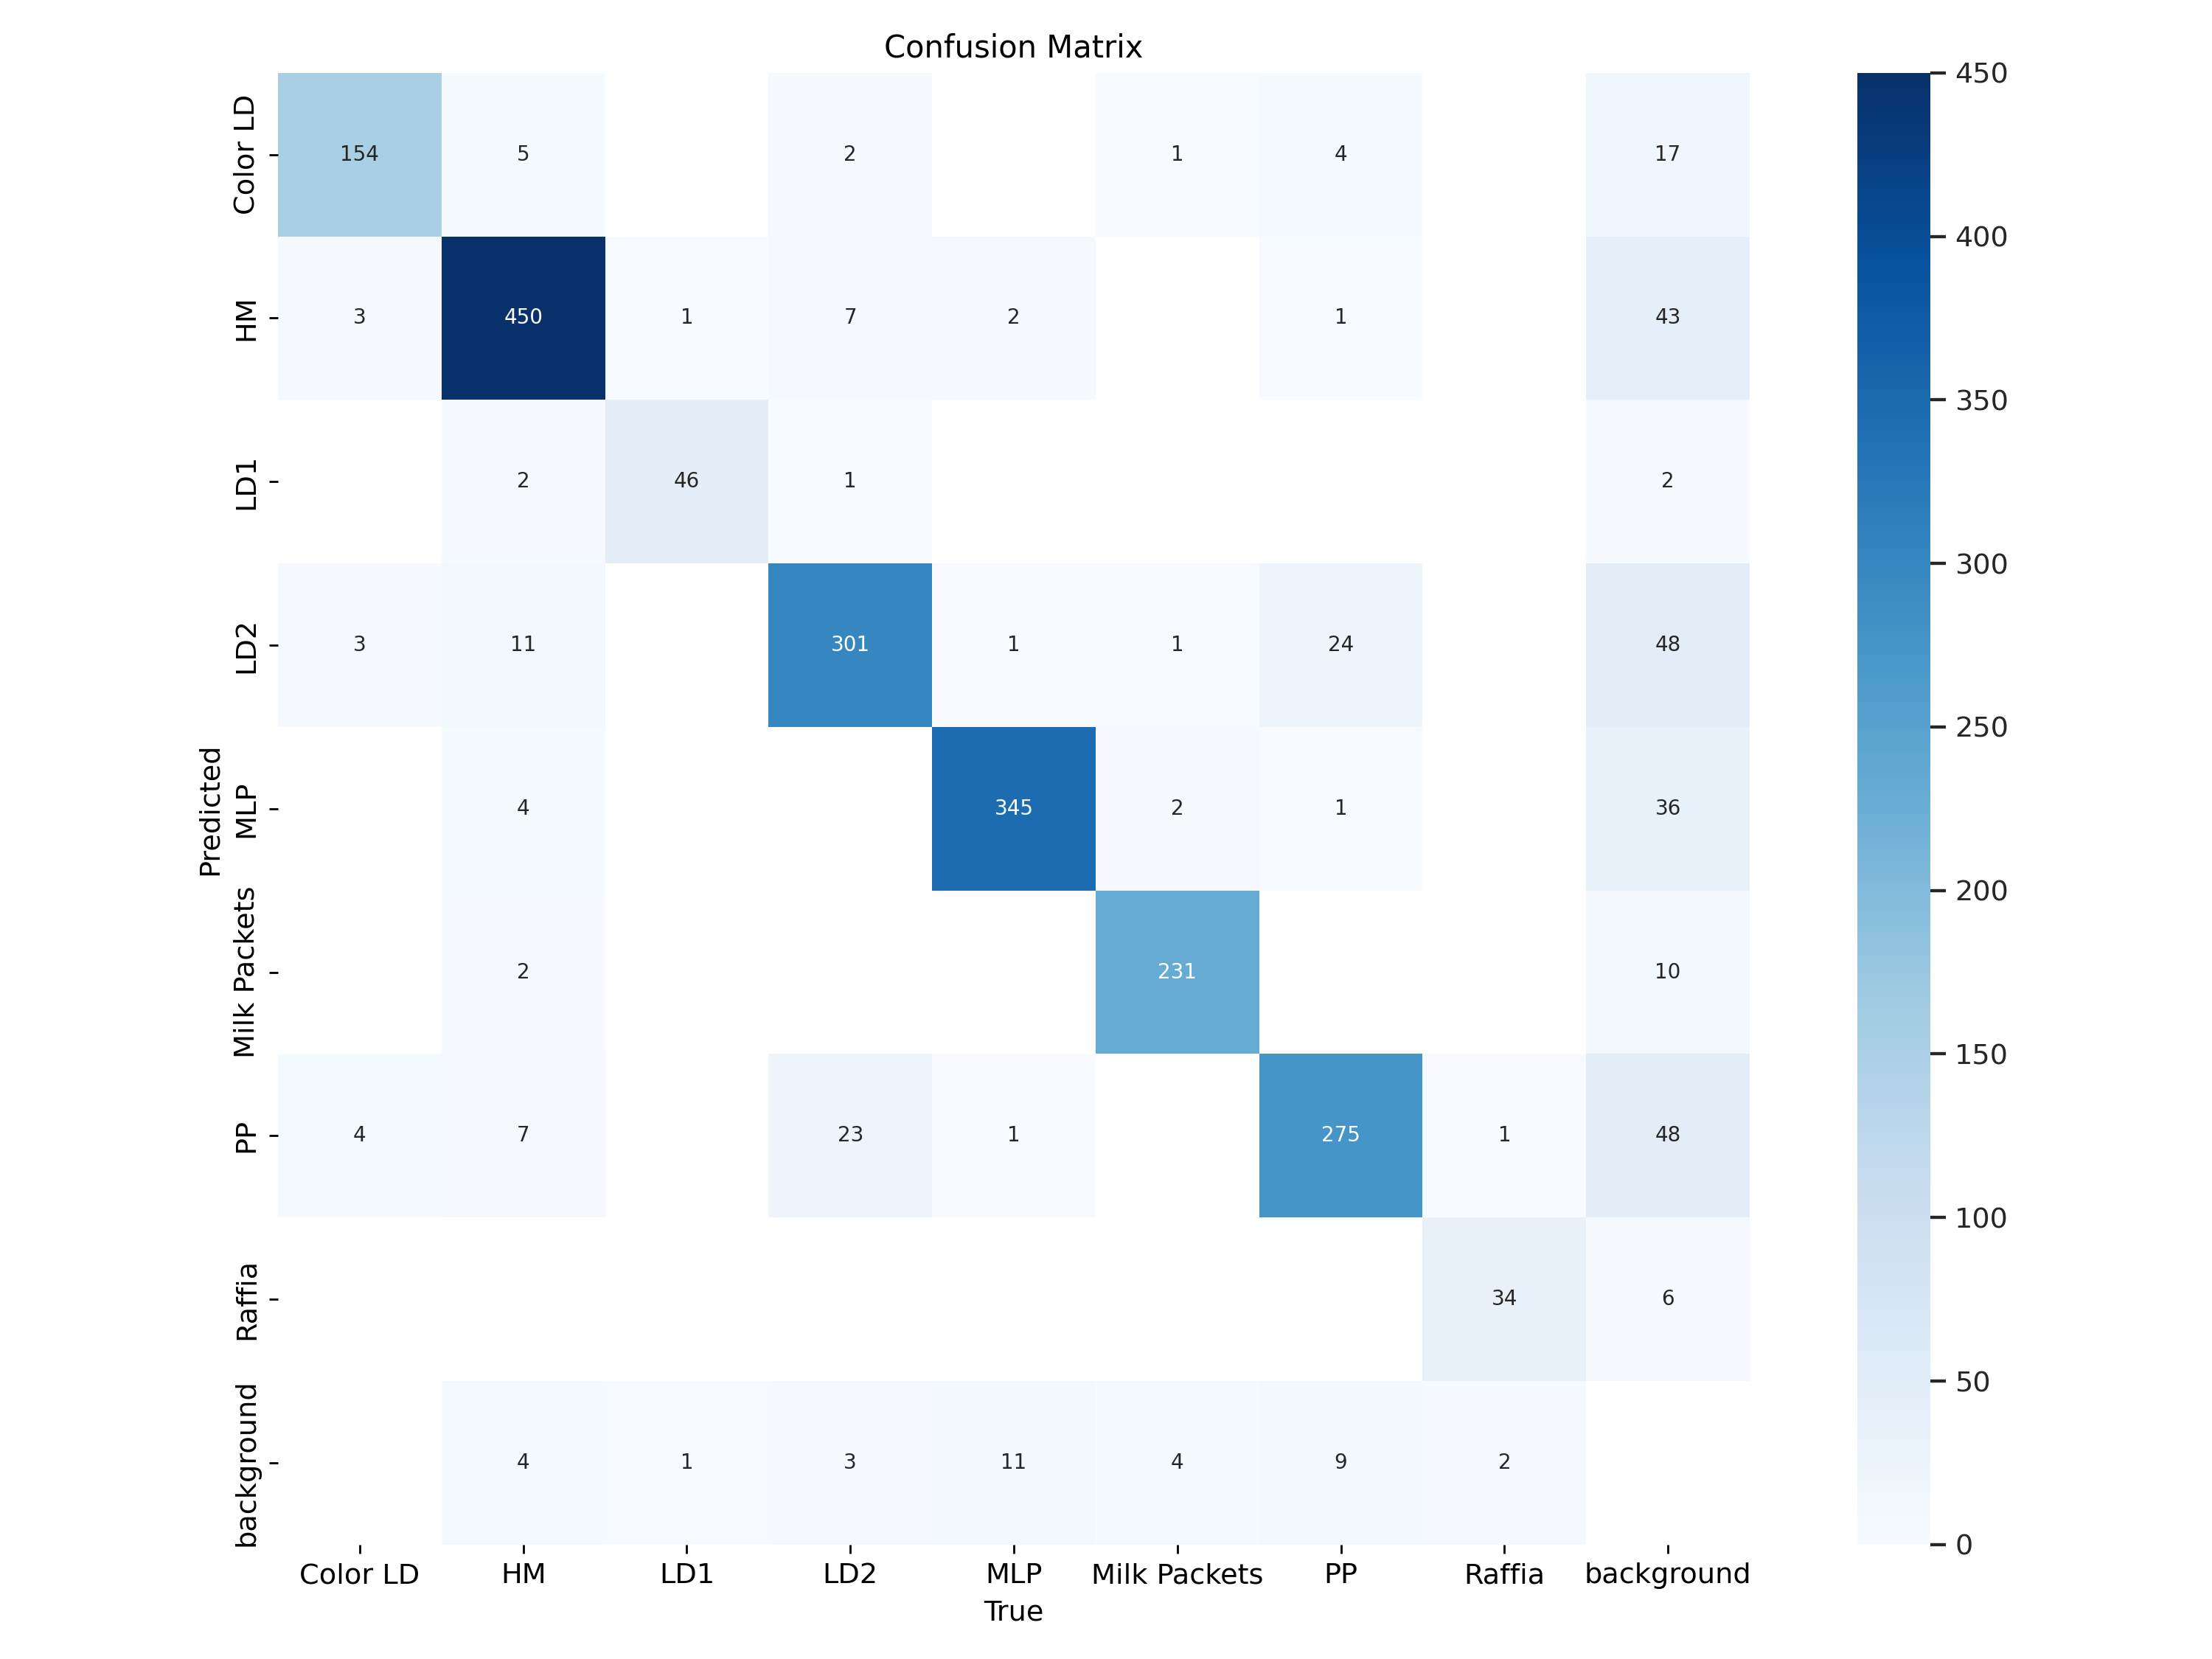 Confusion Matrix
Predicted
Color LD 154 5 2 1 4 17
HM 3 450 1 7 2 1 43
LD1 2 46 1 2
LD2 3 11 301 1 1 24 48
MLP 4 345 2 1 36
Milk Packets 2 231 10
PP 4 7 23 1 275 1 48
Raffia 34 6
background 4 1 3 11 4 9 2
Color LD HM LD1 LD2 MLP Milk Packets PP Raffia background
True
450
400
350
300
250
200
150
100
50
0